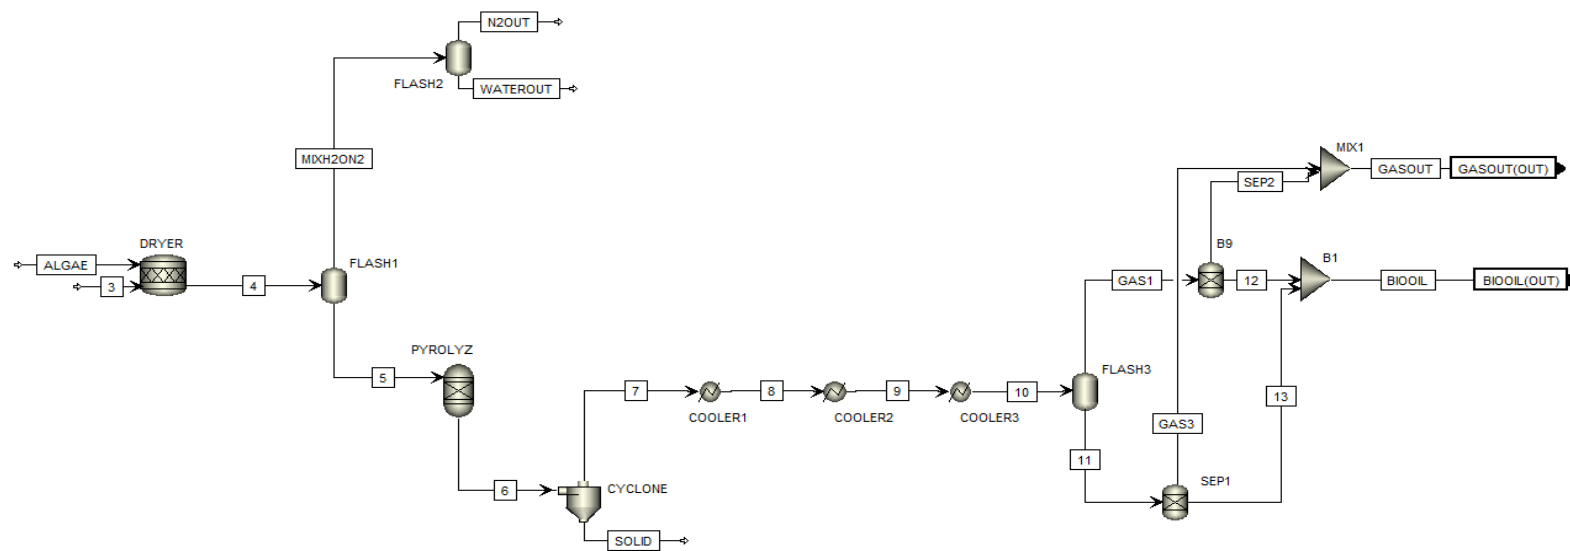 N2OUT
FLASH2
WATEROUT
MIXH2ON2
MIX1
GASOUT
GASOUT(OUT)
SEP2
DRYER
ALGAE
3
4
FLASH1
B9
B1
GAS1
12
BIOOIL
BIOOIL(OUT)
PYROLYZ
5
7
8
9
10
FLASH3
COOLER1
COOLER2
COOLER3
13
GAS3
11
6
CYCLONE
SEP1
SOLID